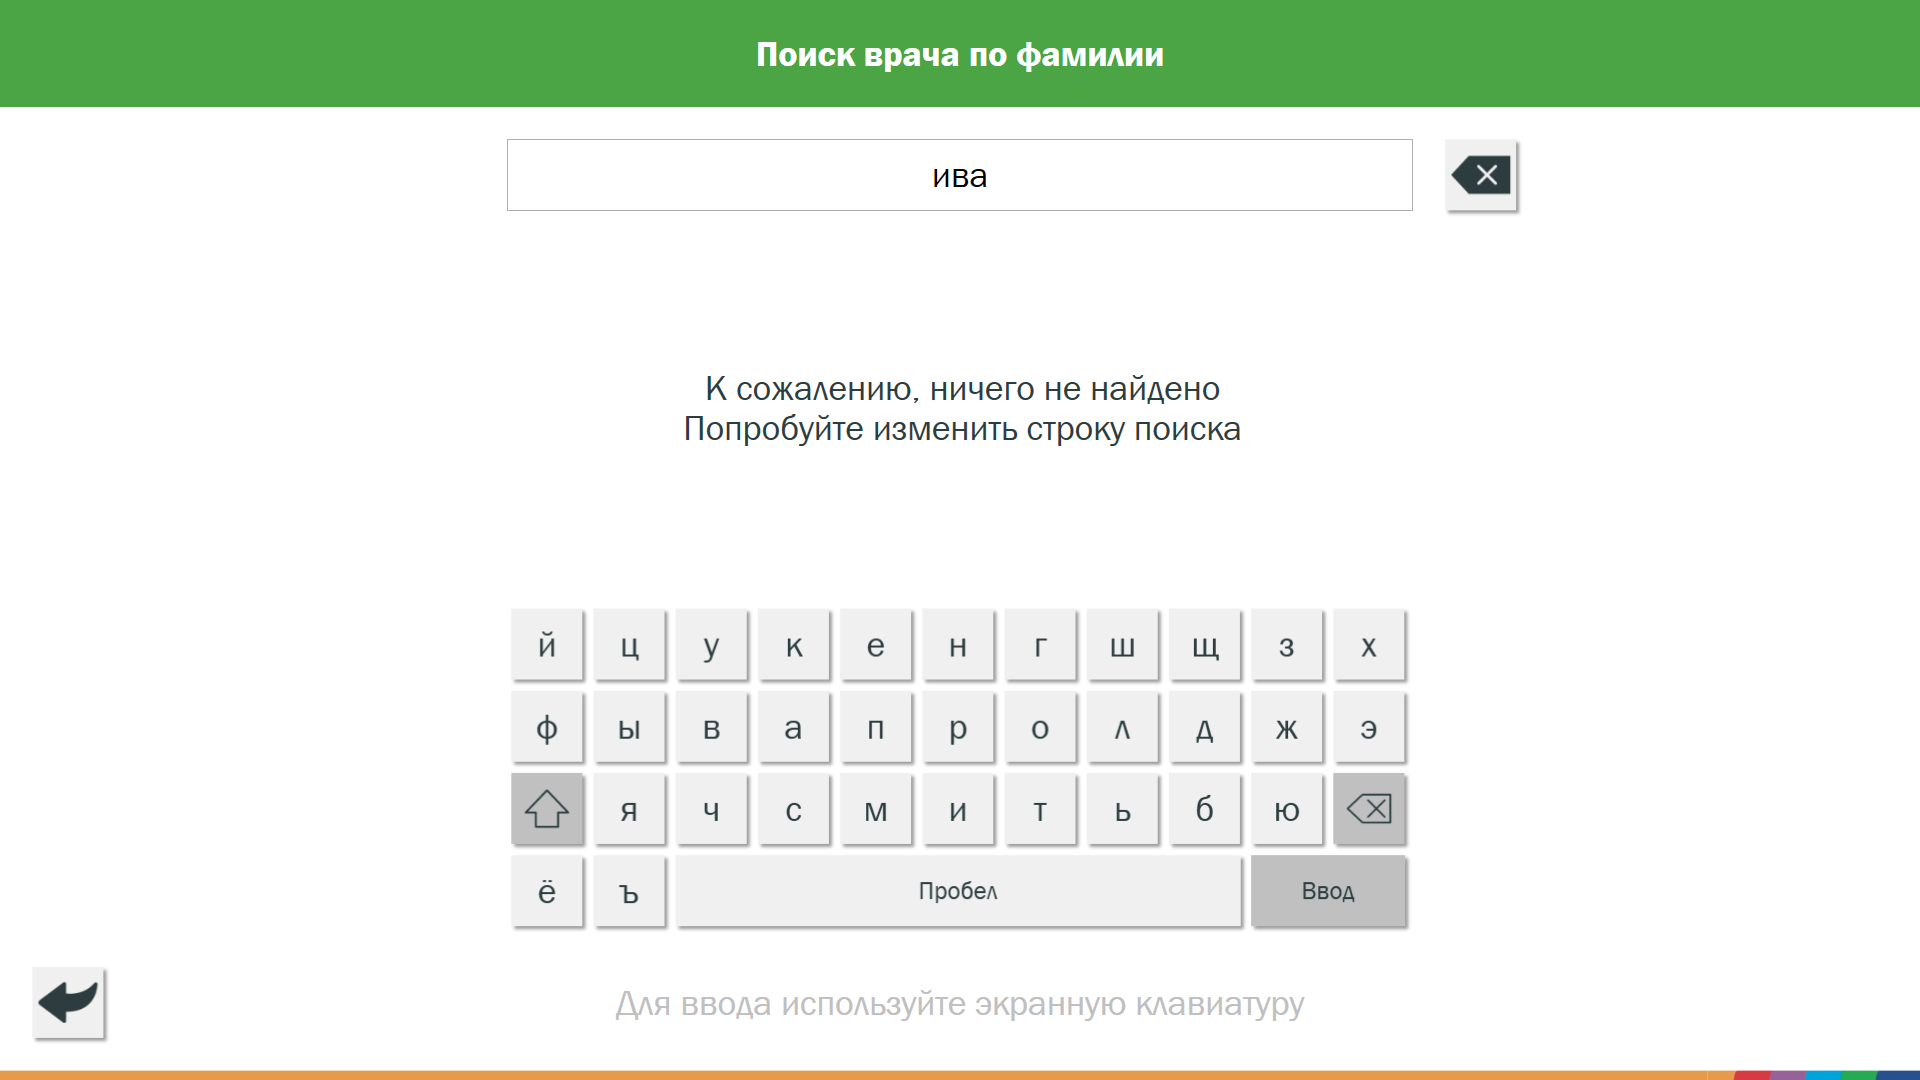 Поиск врача по фамилии
ива
К сожалению, ничего не найдено
Попробуйте изменить строку поиска
й ц у к е н г ш щ з х
ф ы в а п р о л д ж э
я ч с м и т ь б ю
ё ъ Пробел Ввод
Для ввода используйте экранную клавиатуру